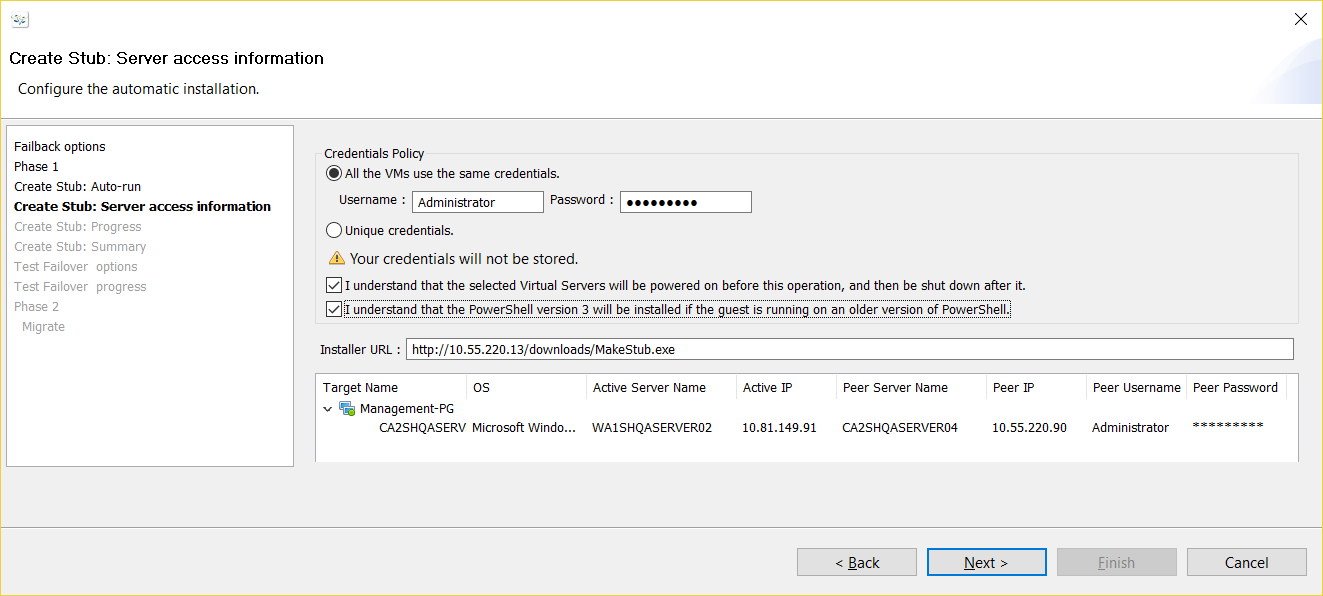 Create Stub: Server access information
Configure the automatic installation.
Failback options
Phase 1
Create Stub: Auto-run
Create Stub: Server access information
Create Stub: Progress
Create Stub: Summary
Test Failover options
Test Failover progress
Phase 2
Migrate
Credentials Policy
All the VMs use the same credentials.
Username : Administrator Password : ●●●●●●●●●
Unique credentials.
Your credentials will not be stored.
I understand that the selected Virtual Servers will be powered on before this operation, and then be shut down after it.
I understand that the PowerShell version 3 will be installed if the guest is running on an older version of PowerShell.
Installer URL : http://10.55.220.13/downloads/MakeStub.exe
Target Name OS Active Server Name Active IP Peer Server Name Peer IP Peer Username Peer Password
Management-PG
CA2SHQASERV Microsoft Windo... WA1SHQASERVER02 10.81.149.91 CA2SHQASERVER04 10.55.220.90 Administrator *********
< Back Next > Finish Cancel